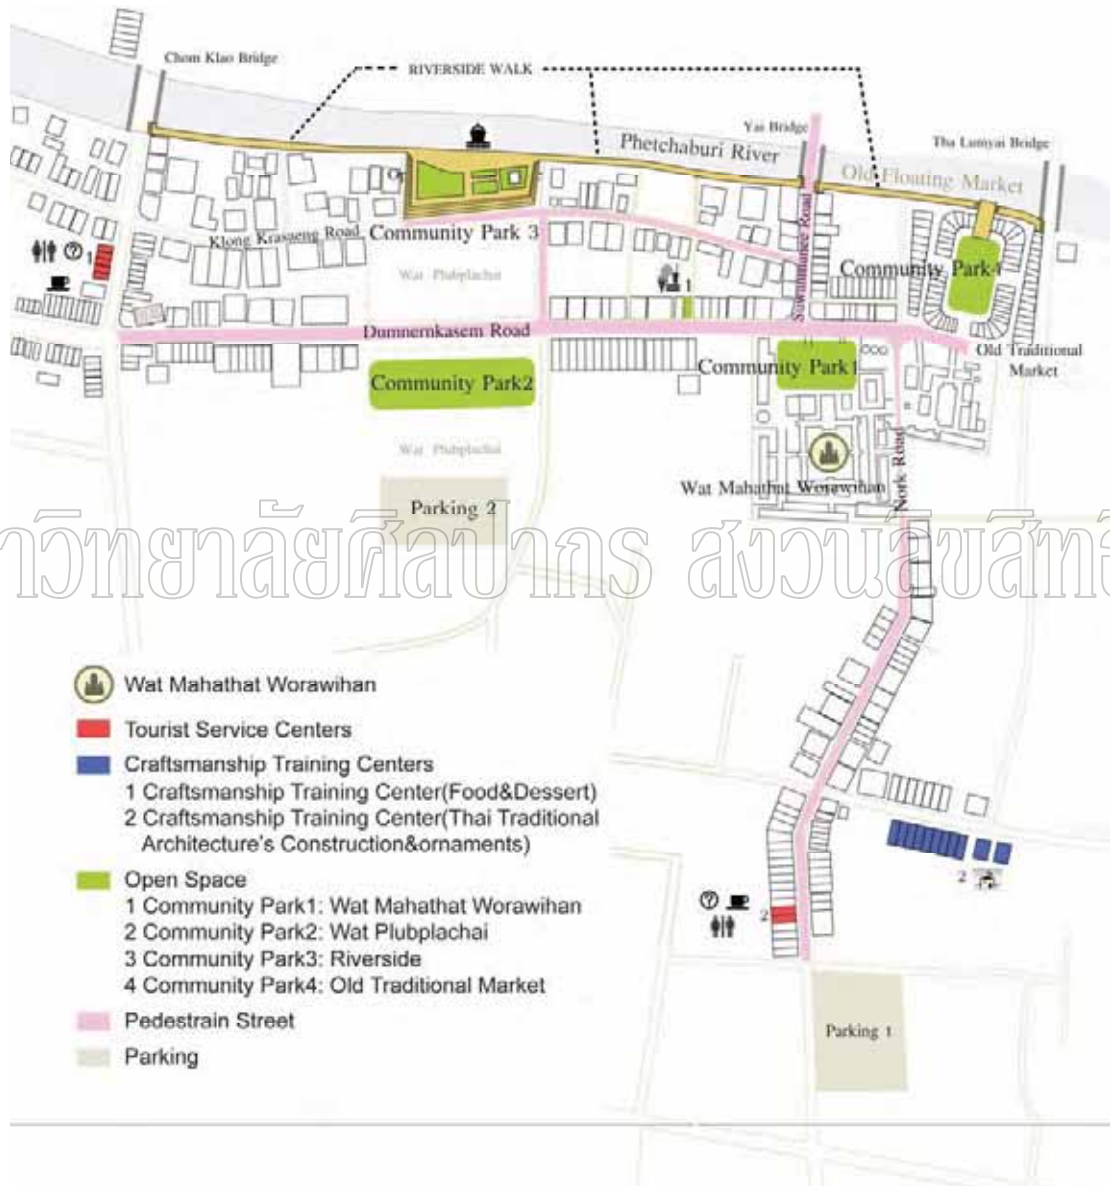 Chom Klao Bridge
RIVERSIDE WALK
Yai Bridge
Phetchaburi River
Tha Lumyai Bridge
Old Floating Market
Klong Krasaeng Road
Community Park 3
Wat Plubplachai
Community Park4
1
1
Dumnernkasem Road
Old Traditional
Market
Community Park2
Community Park1
Wat Plubplachai
Parking 2
Wat Mahathat Worawihan
Nork Road
าวิทยาลัยศิลปากร สงวนลิขสิทธิ์
Wat Mahathat Worawihan
Tourist Service Centers
Craftsmanship Training Centers
1 Craftsmanship Training Center(Food&Dessert)
2 Craftsmanship Training Center(Thai Traditional
Architecture's Construction&ornaments)
Open Space
1 Community Park1: Wat Mahathat Worawihan
2 Community Park2: Wat Plubplachai
3 Community Park3: Riverside
4 Community Park4: Old Traditional Market
Pedestrain Street
Parking
2
2
Parking 1